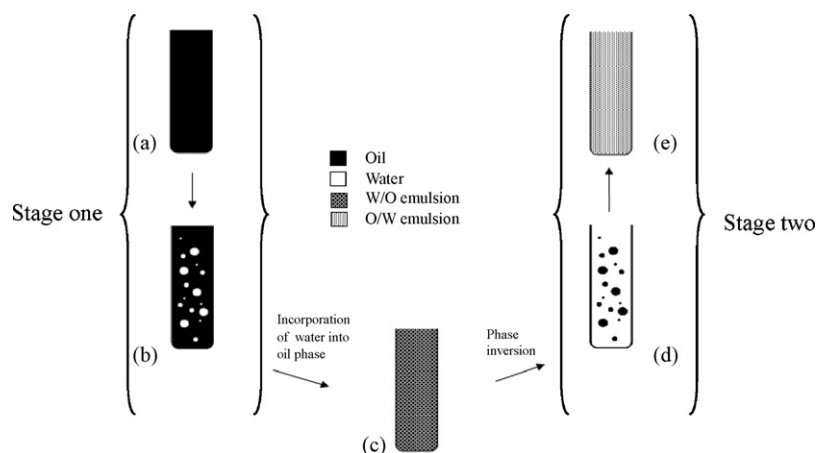 (a)
(e)
Oil
Water
W/O emulsion
O/W emulsion
Stage one
Stage two
Incorporation
of water into
oil phase
Phase
inversion
(b)
(d)
(c)